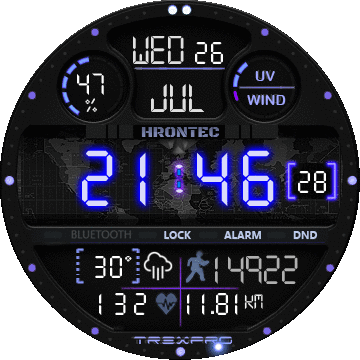 WED 26
47
%
UV
WIND
JUL
HRONTEC
21:46
28
BLUETOOTH LOCK ALARM DND
30° 14922
132 11.81 KM
TREXPRO